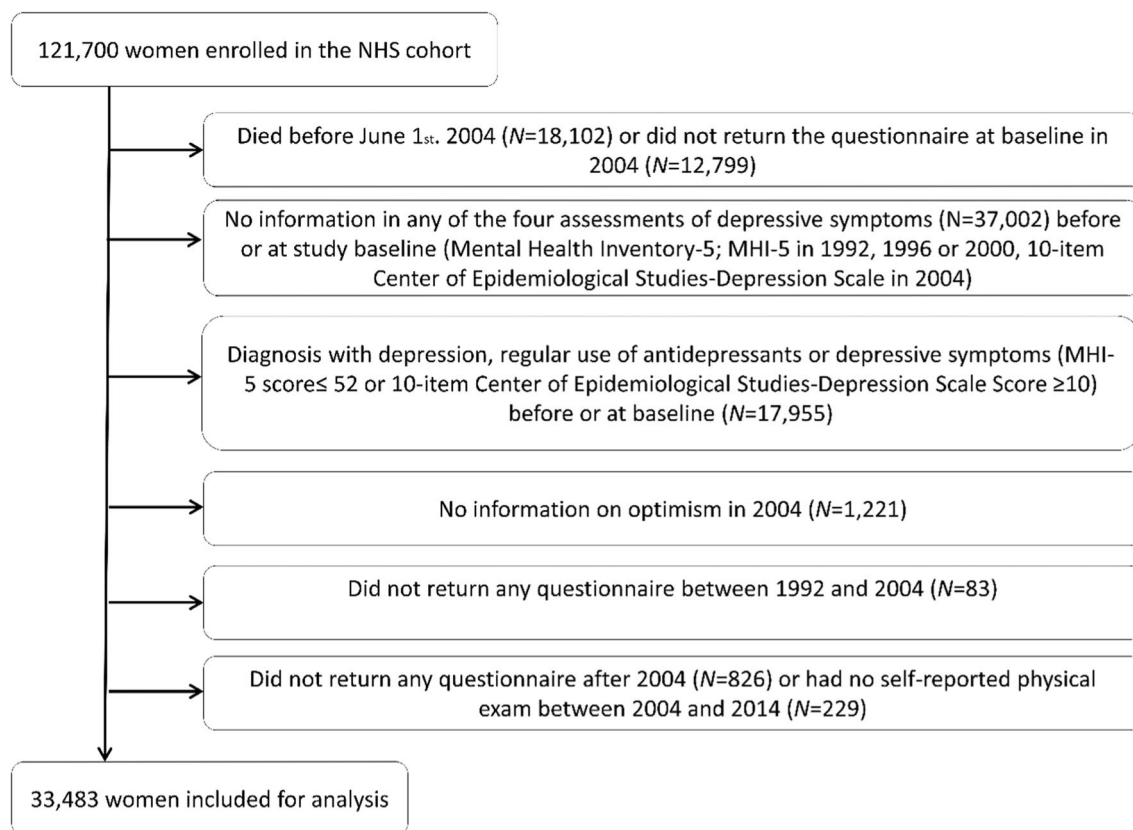 121,700 women enrolled in the NHS cohort
Died before June 1st. 2004 (N=18,102) or did not return the questionnaire at baseline in
2004 (N=12,799)
No information in any of the four assessments of depressive symptoms (N=37,002) before
or at study baseline (Mental Health Inventory-5; MHI-5 in 1992, 1996 or 2000, 10-item
Center of Epidemiological Studies-Depression Scale in 2004)
Diagnosis with depression, regular use of antidepressants or depressive symptoms (MHI-
5 score≤ 52 or 10-item Center of Epidemiological Studies-Depression Scale Score ≥10)
before or at baseline (N=17,955)
No information on optimism in 2004 (N=1,221)
Did not return any questionnaire between 1992 and 2004 (N=83)
Did not return any questionnaire after 2004 (N=826) or had no self-reported physical
exam between 2004 and 2014 (N=229)
33,483 women included for analysis